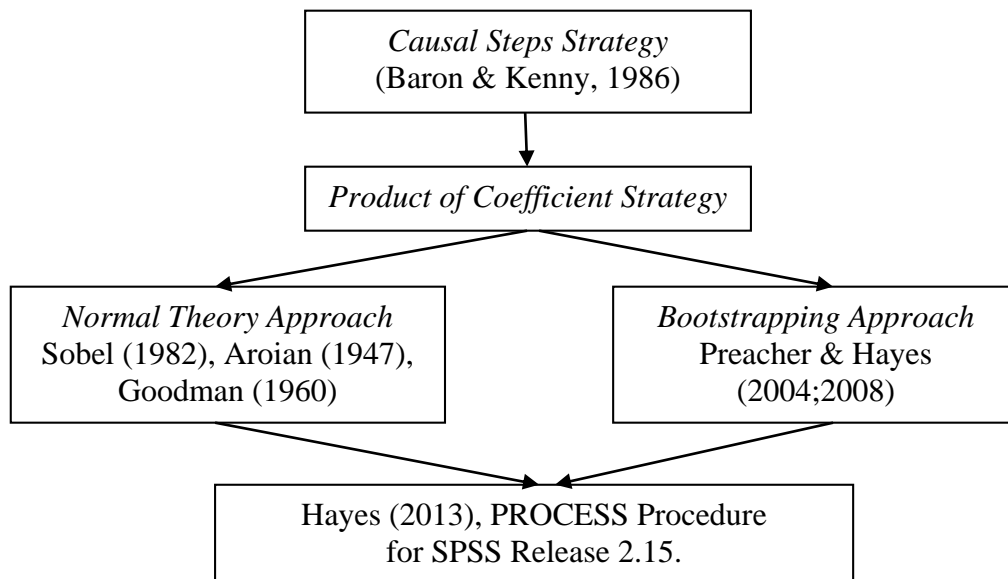 Causal Steps Strategy
(Baron & Kenny, 1986)
Product of Coefficient Strategy
Normal Theory Approach
Sobel (1982), Aroian (1947),
Goodman (1960)
Bootstrapping Approach
Preacher & Hayes
(2004;2008)
Hayes (2013), PROCESS Procedure
for SPSS Release 2.15.